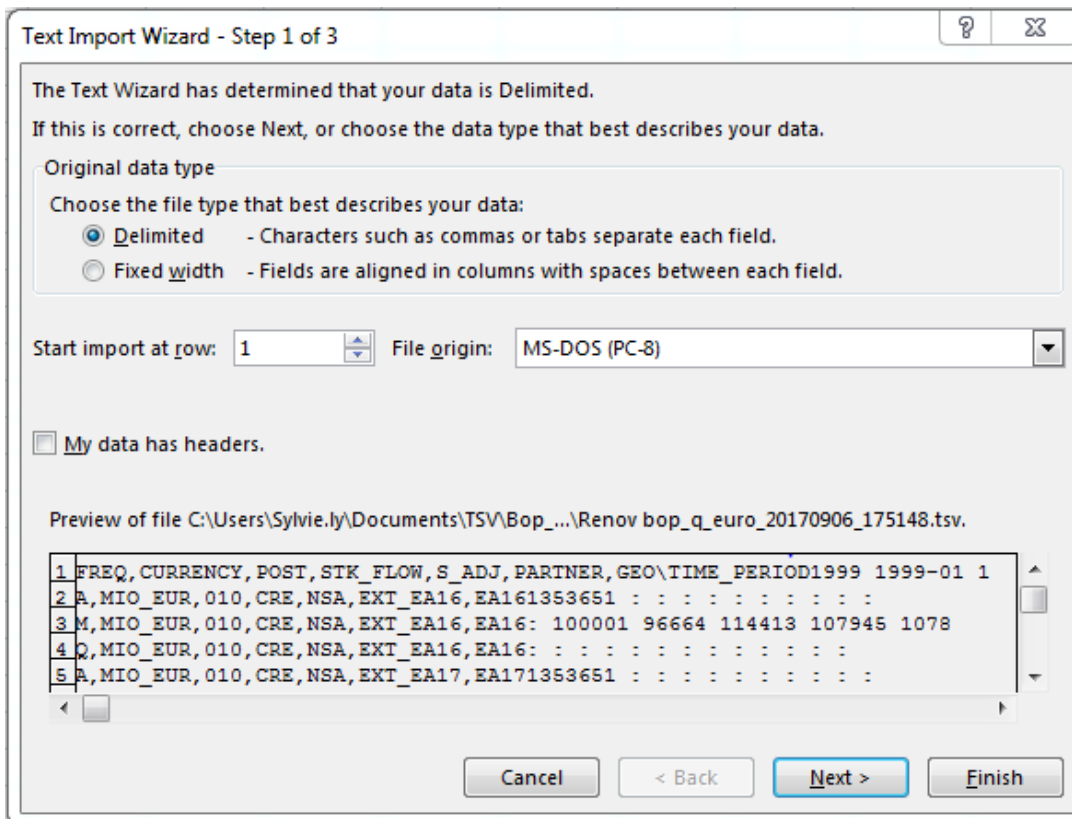 Text Import Wizard - Step 1 of 3
The Text Wizard has determined that your data is Delimited.
If this is correct, choose Next, or choose the data type that best describes your data.
Original data type
Choose the file type that best describes your data:
Delimited - Characters such as commas or tabs separate each field.
Fixed width - Fields are aligned in columns with spaces between each field.
Start import at row: 1 File origin: MS-DOS (PC-8)
My data has headers.
Preview of file C:\Users\Sylvie.ly\Documents\TSV\Bop_...\Renov bop_q_euro_20170906_175148.tsv.
1 FREQ,CURRENCY,POST,STK_FLOW,S_ADJ,PARTNER,GEO\TIME_PERIOD1999 1999-01 1
2 A,MIO_EUR,010,CRE,NSA,EXT_EA16,EA161353651 : : : : : : : : : :
3 M,MIO_EUR,010,CRE,NSA,EXT_EA16,EA16: 100001 96664 114413 107945 1078
4 Q,MIO_EUR,010,CRE,NSA,EXT_EA16,EA16: : : : : : : : : : : : : :
5 A,MIO_EUR,010,CRE,NSA,EXT_EA17,EA171353651 : : : : : : : : : :
Cancel < Back Next > Finish